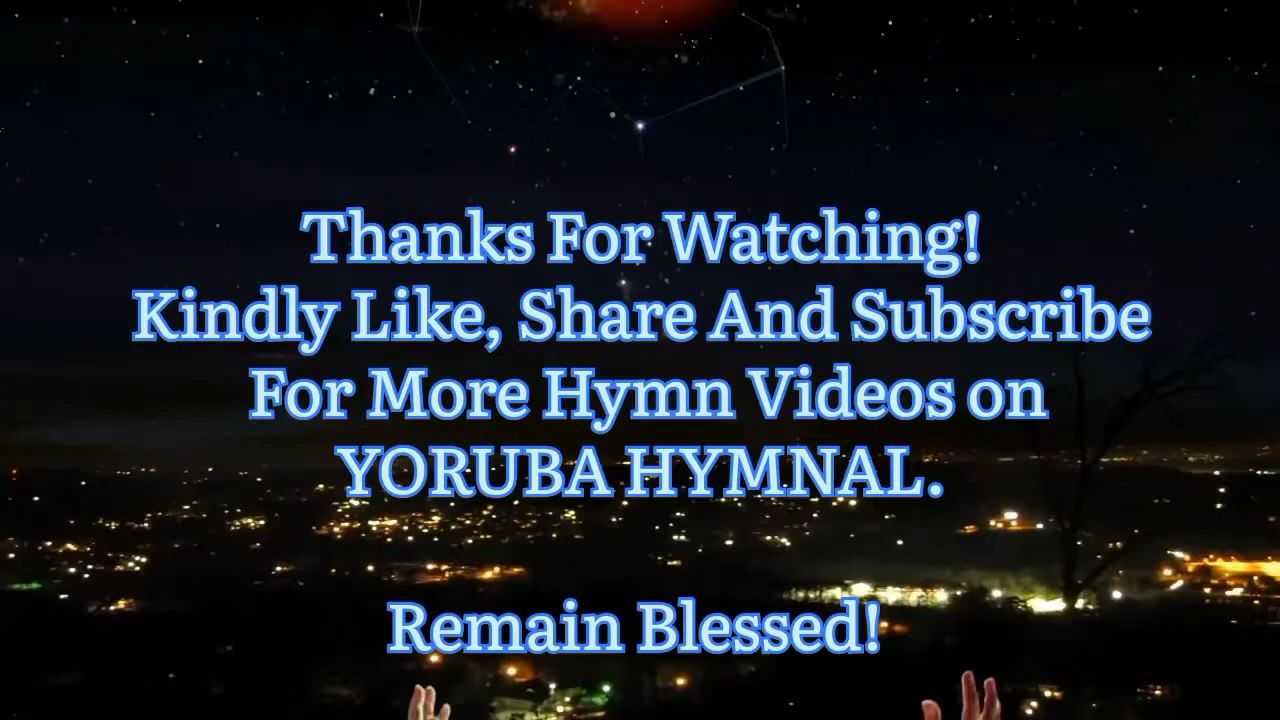 Thanks For Watching!
Kindly Like, Share And Subscribe
For More Hymn Videos on
YORUBA HYMNAL.
Remain Blessed!